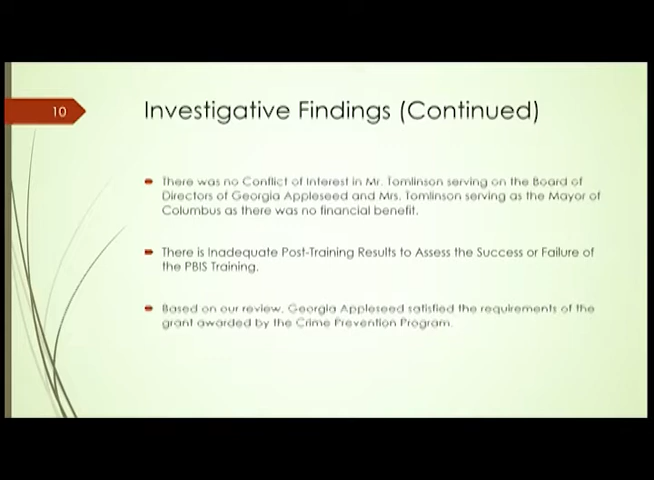 10
Investigative Findings (Continued)
There was no Conflict of Interest in Mr. Tomlinson serving on the Board of
Directors of Georgia Appleseed and Mrs. Tomlinson serving as the Mayor of
Columbus as there was no financial benefit.
There is Inadequate Post-Training Results to Assess the Success or Failure of
the PBIS Training.
Based on our review, Georgia Appleseed satisfied the requirements of the
grant awarded by the Crime Prevention Program.